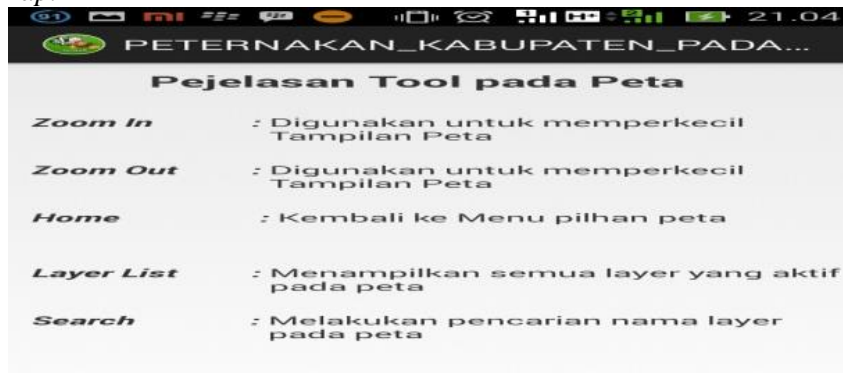 91 21.04
PETERNAKAN_KABUPATEN_PADA...
Pejelasan Tool pada Peta
Zoom In : Digunakan untuk memperkecil
Tampilan Peta
Zoom Out : Digunakan untuk memperkecil
Tampilan Peta
Home : Kembali ke Menu pilhan peta
Layer List : Menampilkan semua layer yang aktif
pada peta
Search : Melakukan pencarian nama layer
pada peta